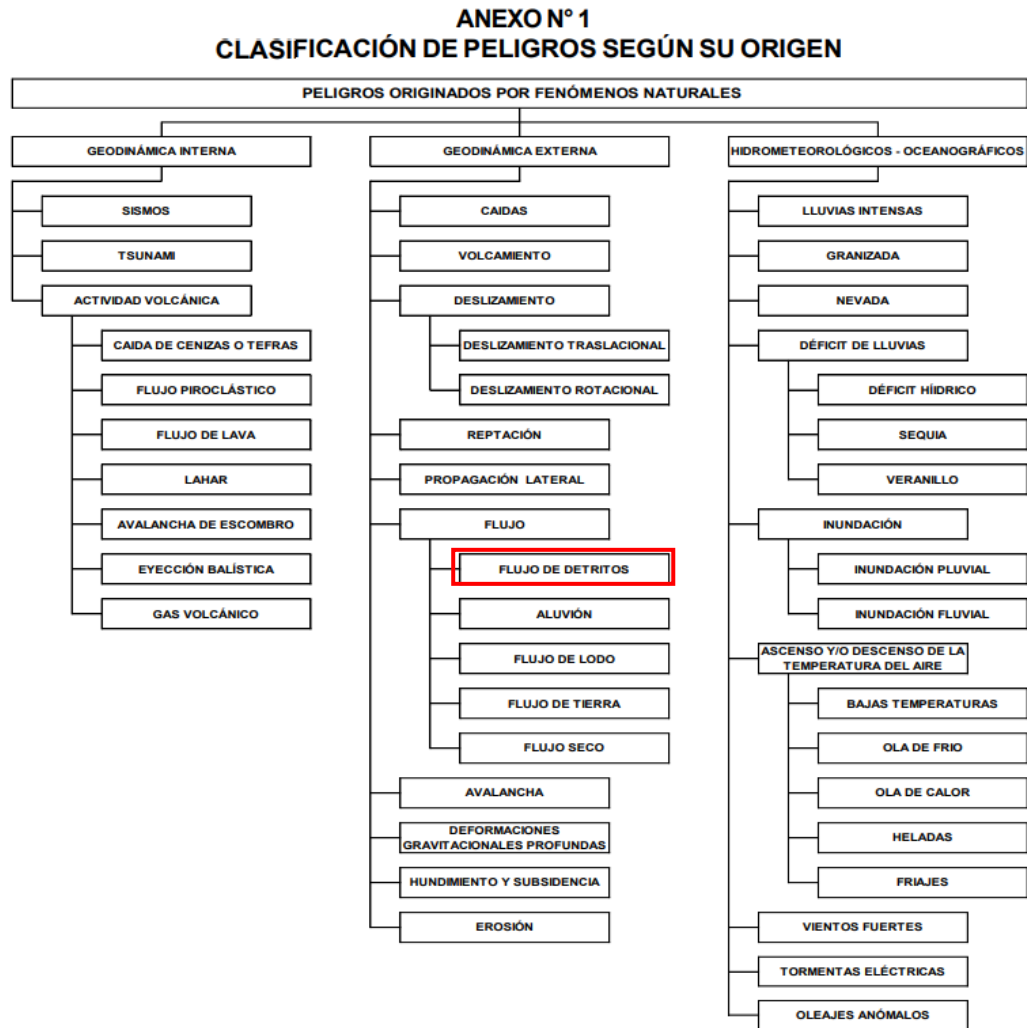 ANEXO N° 1
CLASIFICACIÓN DE PELIGROS SEGÚN SU ORIGEN
PELIGROS ORIGINADOS POR FENÓMENOS NATURALES
GEODINÁMICA INTERNA
SISMOS
TSUNAMI
ACTIVIDAD VOLCÁNICA
CAIDA DE CENIZAS O TEFRAS
FLUJO PIROCLÁSTICO
FLUJO DE LAVA
LAHAR
AVALANCHA DE ESCOMBRO
EYECCIÓN BALÍSTICA
GAS VOLCÁNICO
GEODINÁMICA EXTERNA
CAIDAS
VOLCAMIENTO
DESLIZAMIENTO
DESLIZAMIENTO TRASLACIONAL
DESLIZAMIENTO ROTACIONAL
REPTACIÓN
PROPAGACIÓN LATERAL
FLUJO
FLUJO DE DETRITOS
ALUVIÓN
FLUJO DE LODO
FLUJO DE TIERRA
FLUJO SECO
AVALANCHA
DEFORMACIONES
GRAVITACIONALES PROFUNDAS
HUNDIMIENTO Y SUBSIDENCIA
EROSIÓN
HIDROMETEOROLÓGICOS - OCEANOGRÁFICOS
LLUVIAS INTENSAS
GRANIZADA
NEVADA
DÉFICIT DE LLUVIAS
DÉFICIT HÍIDRICO
SEQUIA
VERANILLO
INUNDACIÓN
INUNDACIÓN PLUVIAL
INUNDACIÓN FLUVIAL
ASCENSO Y/O DESCENSO DE LA
TEMPERATURA DEL AIRE
BAJAS TEMPERATURAS
OLA DE FRIO
OLA DE CALOR
HELADAS
FRIAJES
VIENTOS FUERTES
TORMENTAS ELÉCTRICAS
OLEAJES ANÓMALOS